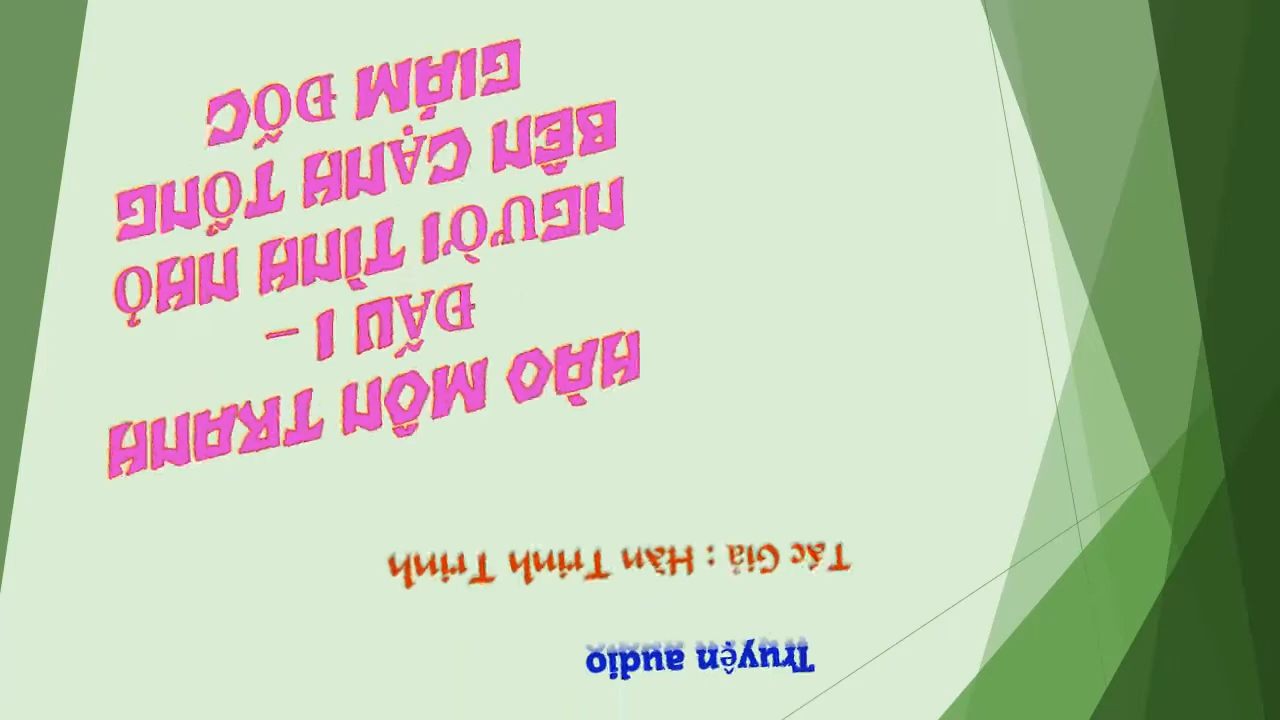 Truyện audio
Tác Giả : Hàn Trinh Trinh
HÀO MÔN TRANH
ĐẤU I –
NGƯỜI TÌNH NHỎ
BÊN CẠNH TỔNG
GIÁM ĐỐC